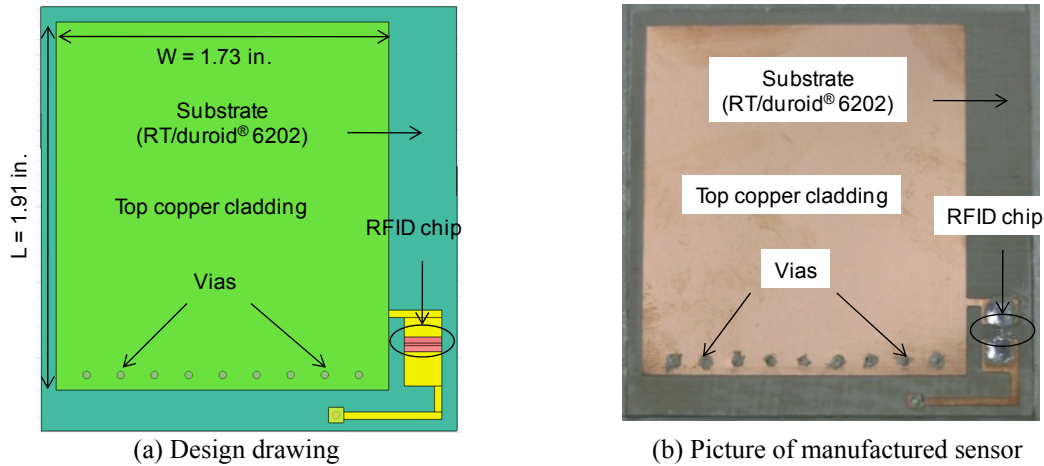 W = 1.73 in.
L = 1.91 in.
Substrate
(RT/duroid® 6202)
Top copper cladding
RFID chip
Vias
(a) Design drawing
Substrate
(RT/duroid® 6202)
Top copper cladding
RFID chip
Vias
(b) Picture of manufactured sensor